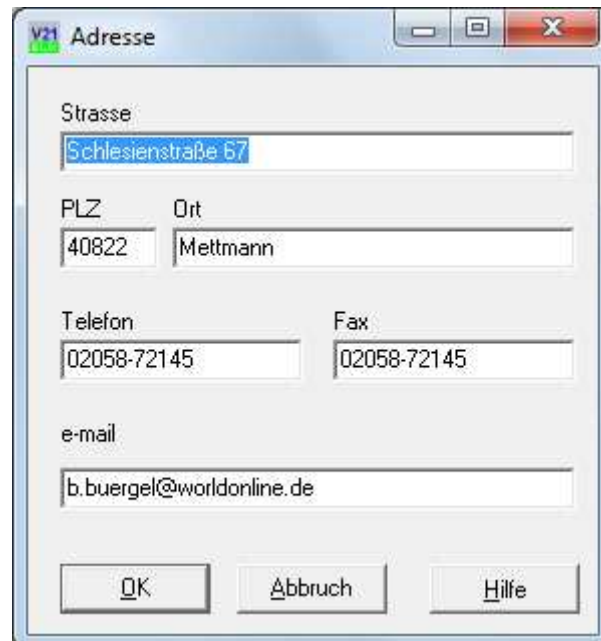 V21 Adresse
Strasse
Schlesienstraße 67
PLZ Ort
40822 Mettmann
Telefon Fax
02058-72145 02058-72145
e-mail
b.buergel@worldonline.de
OK Abbruch Hilfe